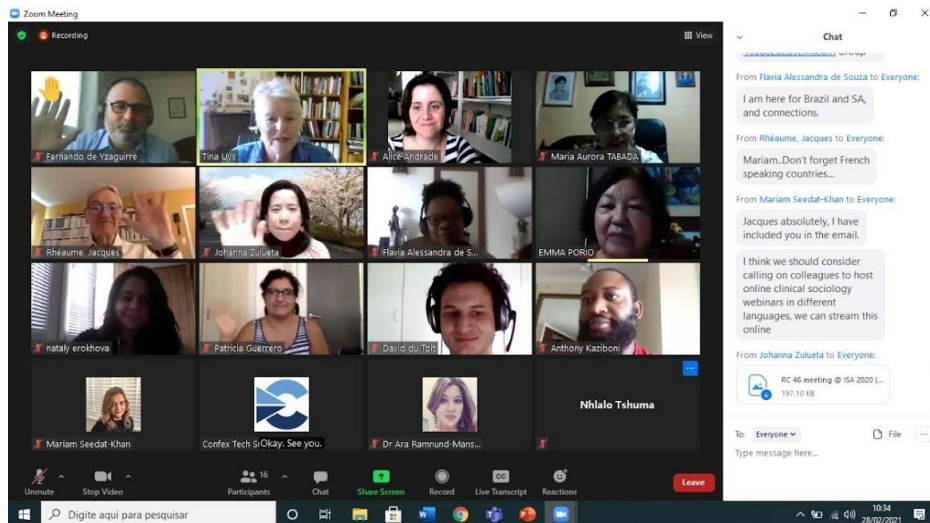 Zoom Meeting
Recording
View
Fernando de Yzaguirre
Tina Uys
Alice Andrade
Maria Aurora TABADA
Rhéaume, Jacques
Johanna Zulueta
Flavia Alessandra de S...
EMMA PORIO
nataly erokhova
Patricia Guerrero
David du Toit
Anthony Kaziboni
Mariam Seedat-Khan
Confex Tech S
Okay. See you.
Dr Ara Ramnund-Mans...
Nhlalo Tshuma
Unmute
Stop Video
16
Participants
Chat
Share Screen
Record
CC
Live Transcript
Reactions
Leave
Chat
Group
From Flavia Alessandra de Souza to Everyone:
I am here for Brazil and SA,
and connections.
From Rhéaume, Jacques to Everyone:
Mariam..Don't forget French
speaking countries...
From Mariam Seedat-Khan to Everyone:
Jacques absolutely, I have
included you in the email.
I think we should consider
calling on colleagues to host
online clinical sociology
webinars in different
languages, we can stream this
online
From Johanna Zulueta to Everyone:
RC 46 meeting @ ISA 2020 (...
197.10 KB
To: Everyone
File
Type message here...
Digite aqui para pesquisar
10:34
28/02/2021